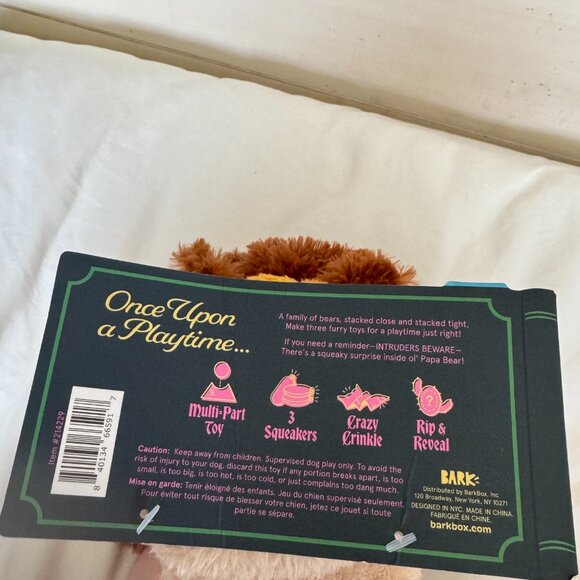 Once Upon
a Playtime...
A family of bears, stacked close and stacked tight,
Make three furry toys for a playtime just right!
If you need a reminder—INTRUDERS BEWARE—
There's a squeaky surprise inside ol' Papa Bear!
Multi-Part
Toy
3
Squeakers
Crazy
Crinkle
Rip &
Reveal
Item #214229
8 40134 66591 7
Caution: Keep away from children. Supervised dog play only. To avoid the
risk of injury to your dog, discard this toy if any portion breaks apart, is too
small, is too big, is too hot, is too cold, or just complains too dang much.
Mise en garde: Tenir éloigné des enfants. Jeu du chien supervisé seulement.
Pour éviter tout risque de blesser votre chien, jetez ce jouet si toute
partie se sépare.
BARK
Distributed by BarkBox, Inc
120 Broadway, New York, NY 10271
DESIGNED IN NYC. MADE IN CHINA.
FABRIQUÉ EN CHINE.
barkbox.com